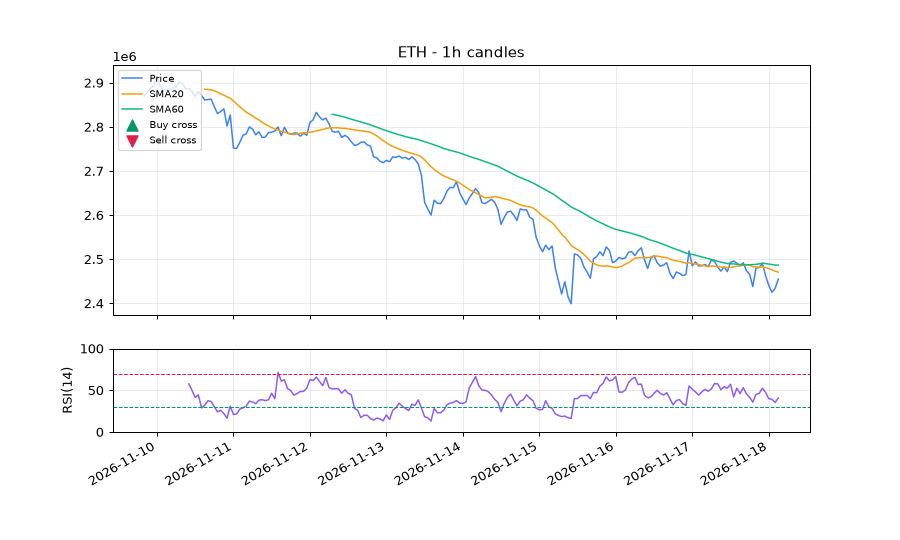 ETH - 1h candles
1e6
2.9
2.8
2.7
2.6
2.5
2.4
Price
SMA20
SMA60
Buy cross
Sell cross
RSI(14)
100
50
0
2026-11-10
2026-11-11
2026-11-12
2026-11-13
2026-11-14
2026-11-15
2026-11-16
2026-11-17
2026-11-18